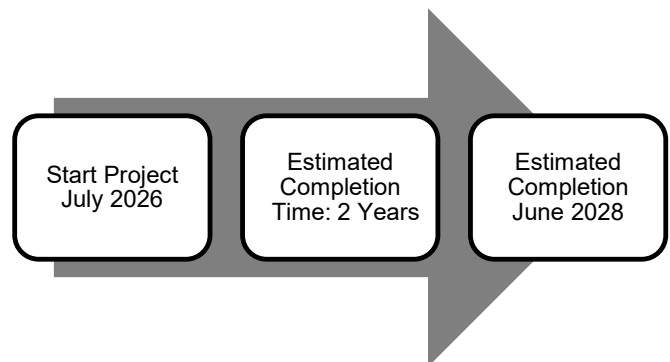 Start Project
July 2026
Estimated
Completion
Time: 2 Years
Estimated
Completion
June 2028